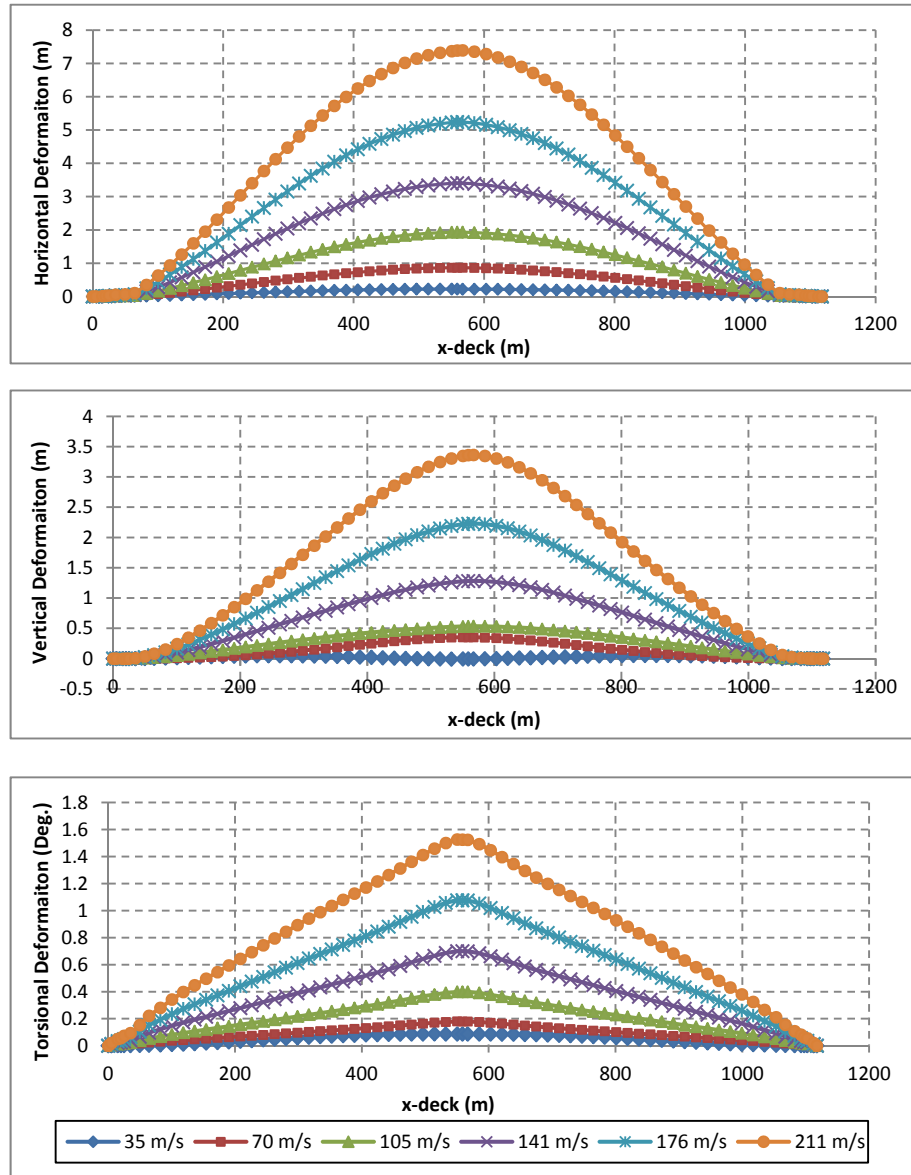 Horizontal Deformaiton (m)
8
7
6
5
4
3
2
1
0
0 200 400 600 800 1000 1200
x-deck (m)
Vertical Deformaiton (m)
4
3.5
3
2.5
2
1.5
1
0.5
0
-0.5
0 200 400 600 800 1000 1200
x-deck (m)
Torsional Deformaiton (Deg.)
1.8
1.6
1.4
1.2
1
0.8
0.6
0.4
0.2
0
0 200 400 600 800 1000 1200
x-deck (m)
35 m/s 70 m/s 105 m/s 141 m/s 176 m/s 211 m/s